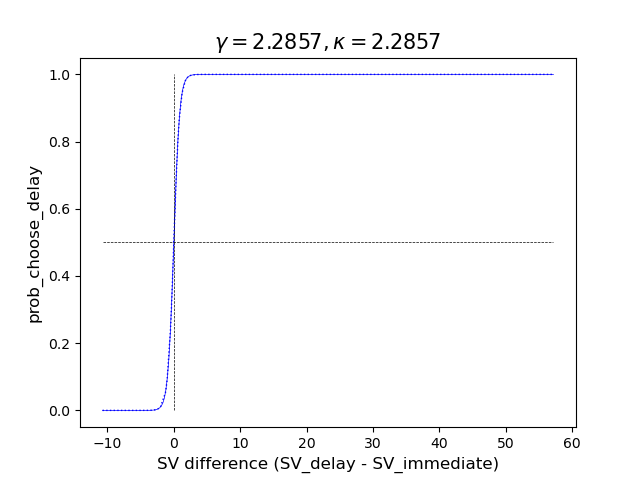 γ = 2.2857, κ = 2.2857
1.0
0.8
0.6
0.4
0.2
0.0
prob_choose_delay
−10 0 10 20 30 40 50 60
SV difference (SV_delay - SV_immediate)